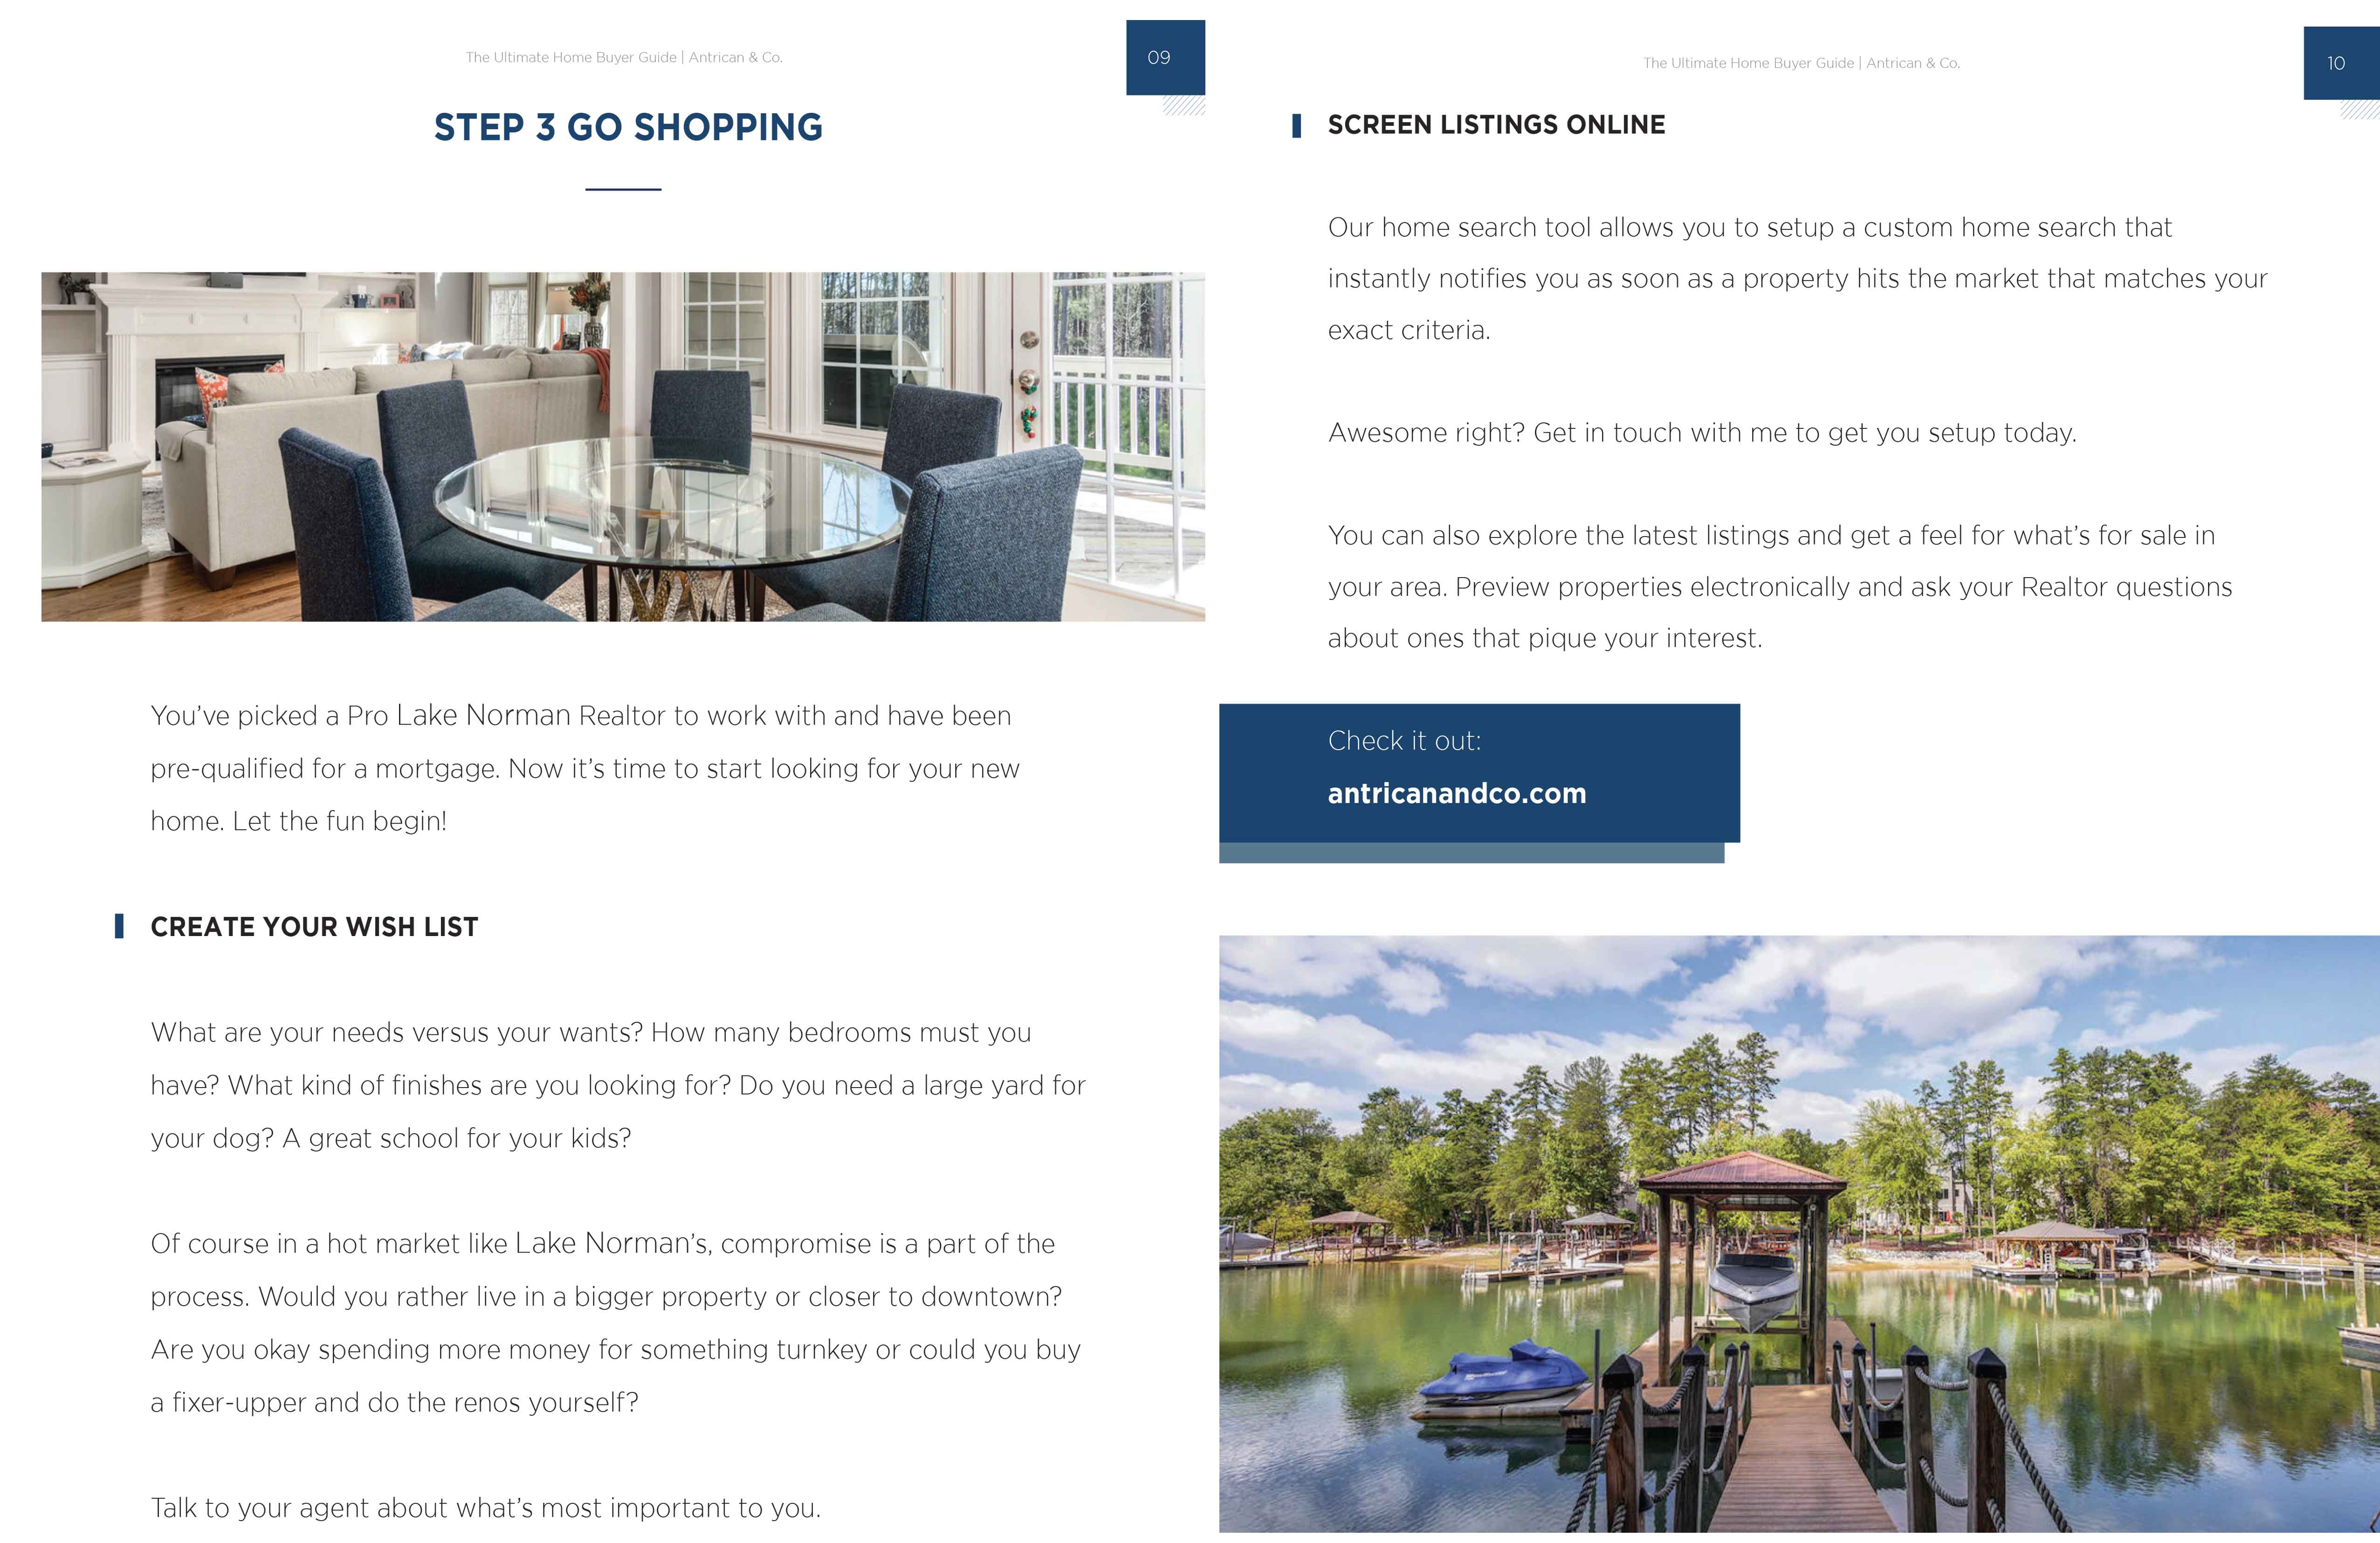 The Ultimate Home Buyer Guide | Antrican & Co.
09
STEP 3 GO SHOPPING
You’ve picked a Pro Lake Norman Realtor to work with and have been
pre-qualified for a mortgage. Now it’s time to start looking for your new
home. Let the fun begin!
CREATE YOUR WISH LIST
What are your needs versus your wants? How many bedrooms must you
have? What kind of finishes are you looking for? Do you need a large yard for
your dog? A great school for your kids?
Of course in a hot market like Lake Norman’s, compromise is a part of the
process. Would you rather live in a bigger property or closer to downtown?
Are you okay spending more money for something turnkey or could you buy
a fixer-upper and do the renos yourself?
Talk to your agent about what’s most important to you.
The Ultimate Home Buyer Guide | Antrican & Co.
10
SCREEN LISTINGS ONLINE
Our home search tool allows you to setup a custom home search that
instantly notifies you as soon as a property hits the market that matches your
exact criteria.
Awesome right? Get in touch with me to get you setup today.
You can also explore the latest listings and get a feel for what’s for sale in
your area. Preview properties electronically and ask your Realtor questions
about ones that pique your interest.
Check it out:
antricanandco.com